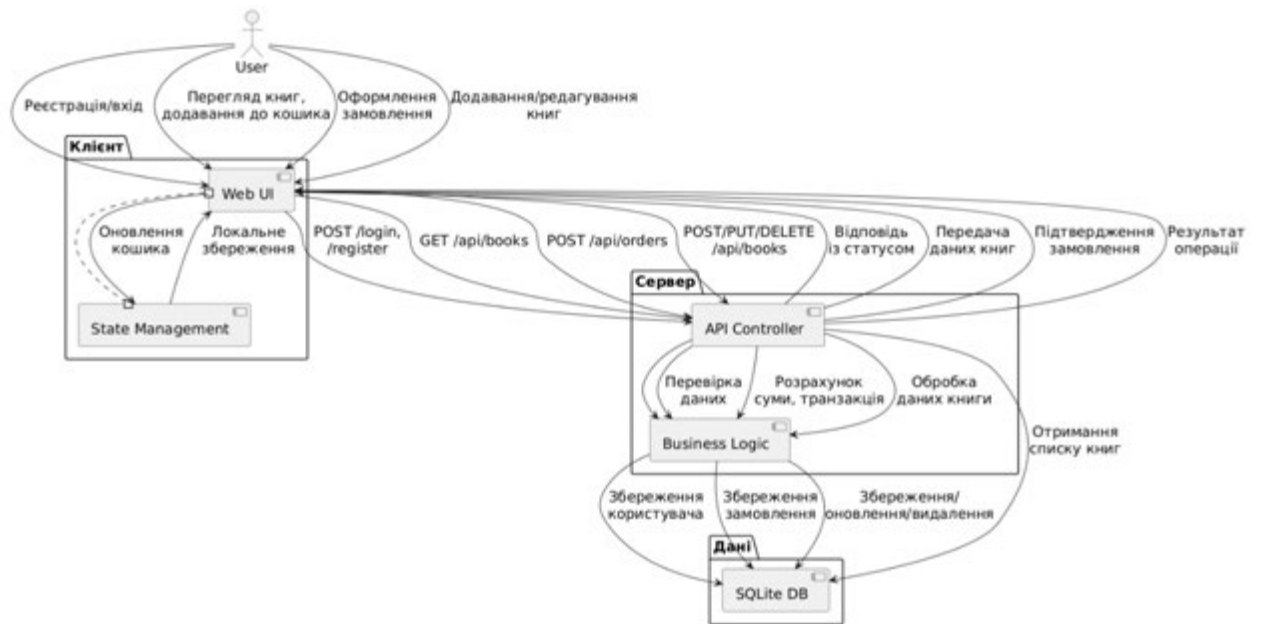 User
Реєстрація/вхід
Перегляд книг,
додавання до кошика
Оформлення
замовлення
Додавання/редагування
книг
Клієнт
Web UI
Оновлення
кошика
Локальне
збереження
State Management
POST /login,
/register
GET /api/books
POST /api/orders
POST/PUT/DELETE
/api/books
Відповідь
із статусом
Передача
даних книг
Підтвердження
замовлення
Результат
операції
Сервер
API Controller
Перевірка
даних
Розрахунок
суми, транзакція
Обробка
даних книги
Business Logic
Отримання
списку книг
Збереження
користувача
Збереження
замовлення
Збереження/
оновлення/видалення
Дані
SQLite DB